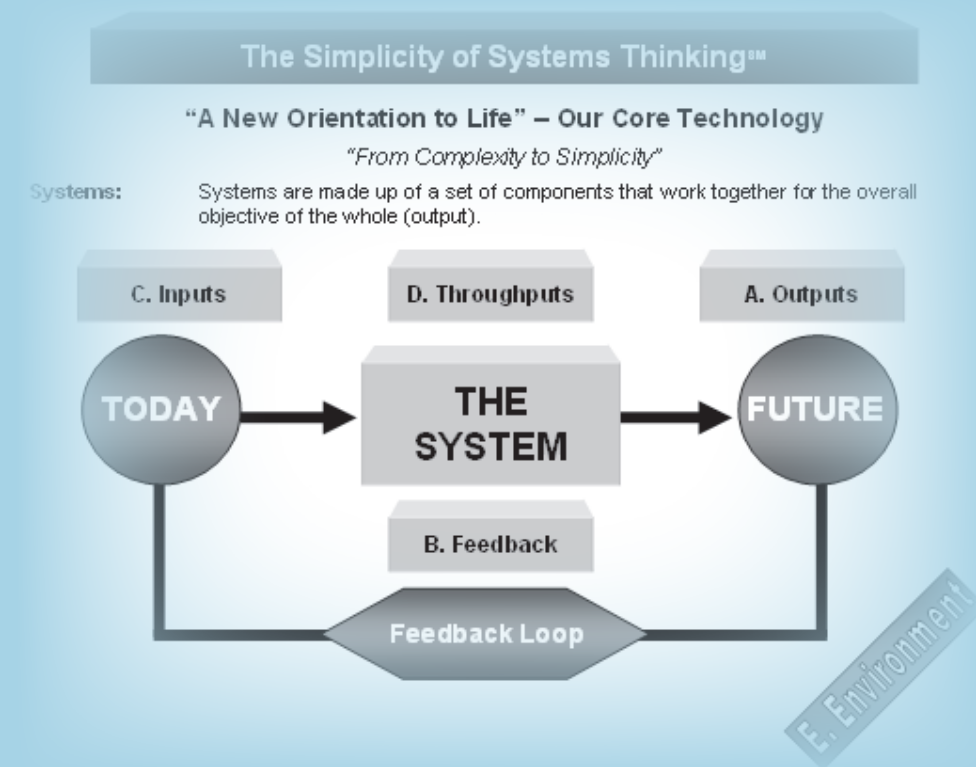 The Simplicity of Systems Thinking℠
“A New Orientation to Life” – Our Core Technology
“From Complexity to Simplicity”
Systems: Systems are made up of a set of components that work together for the overall
objective of the whole (output).
C. Inputs
D. Throughputs
A. Outputs
TODAY
THE
SYSTEM
FUTURE
B. Feedback
Feedback Loop
E. Environment